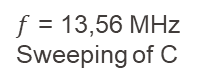 f = 13,56 MHz
Sweeping of C